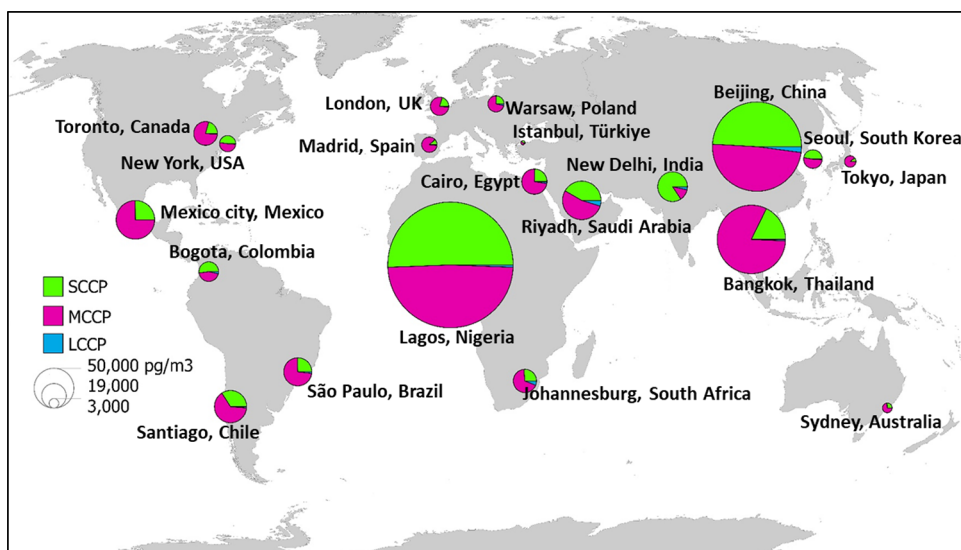 London, UK
Warsaw, Poland
Beijing, China
Toronto, Canada
Istanbul, Türkiye
Seoul, South Korea
New York, USA
Madrid, Spain
New Delhi, India
Tokyo, Japan
Cairo, Egypt
Mexico city, Mexico
Riyadh, Saudi Arabia
Bogota, Colombia
Bangkok, Thailand
SCCP
MCCP
LCCP
Lagos, Nigeria
50,000 pg/m3
19,000
3,000
São Paulo, Brazil
Johannesburg, South Africa
Santiago, Chile
Sydney, Australia